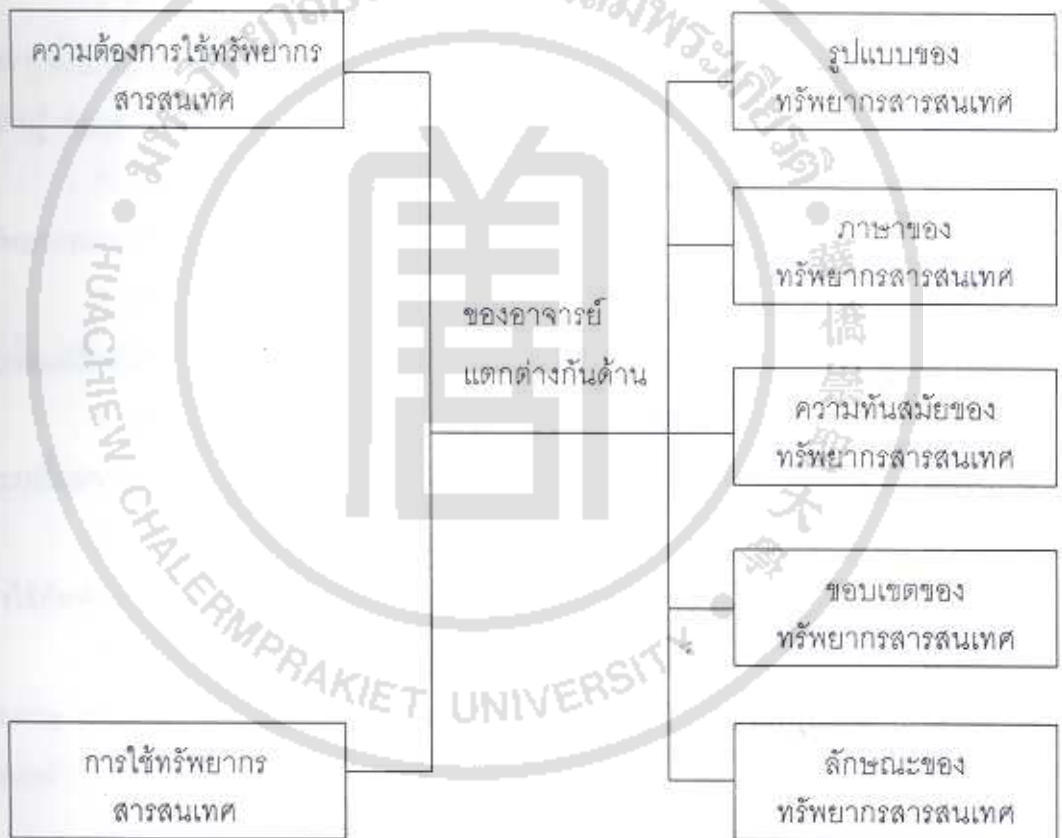 ความต้องการใช้ทรัพยากร
สารสนเทศ
การใช้ทรัพยากร
สารสนเทศ
ของอาจารย์
แตกต่างกันด้าน
รูปแบบของ
ทรัพยากรสารสนเทศ
ภาษาของ
ทรัพยากรสารสนเทศ
ความทันสมัยของ
ทรัพยากรสารสนเทศ
ขอบเขตของ
ทรัพยากรสารสนเทศ
ลักษณะของ
ทรัพยากรสารสนเทศ
HUACHIEW CHALERMPRAKIET UNIVERSITY
華僑崇聖大學